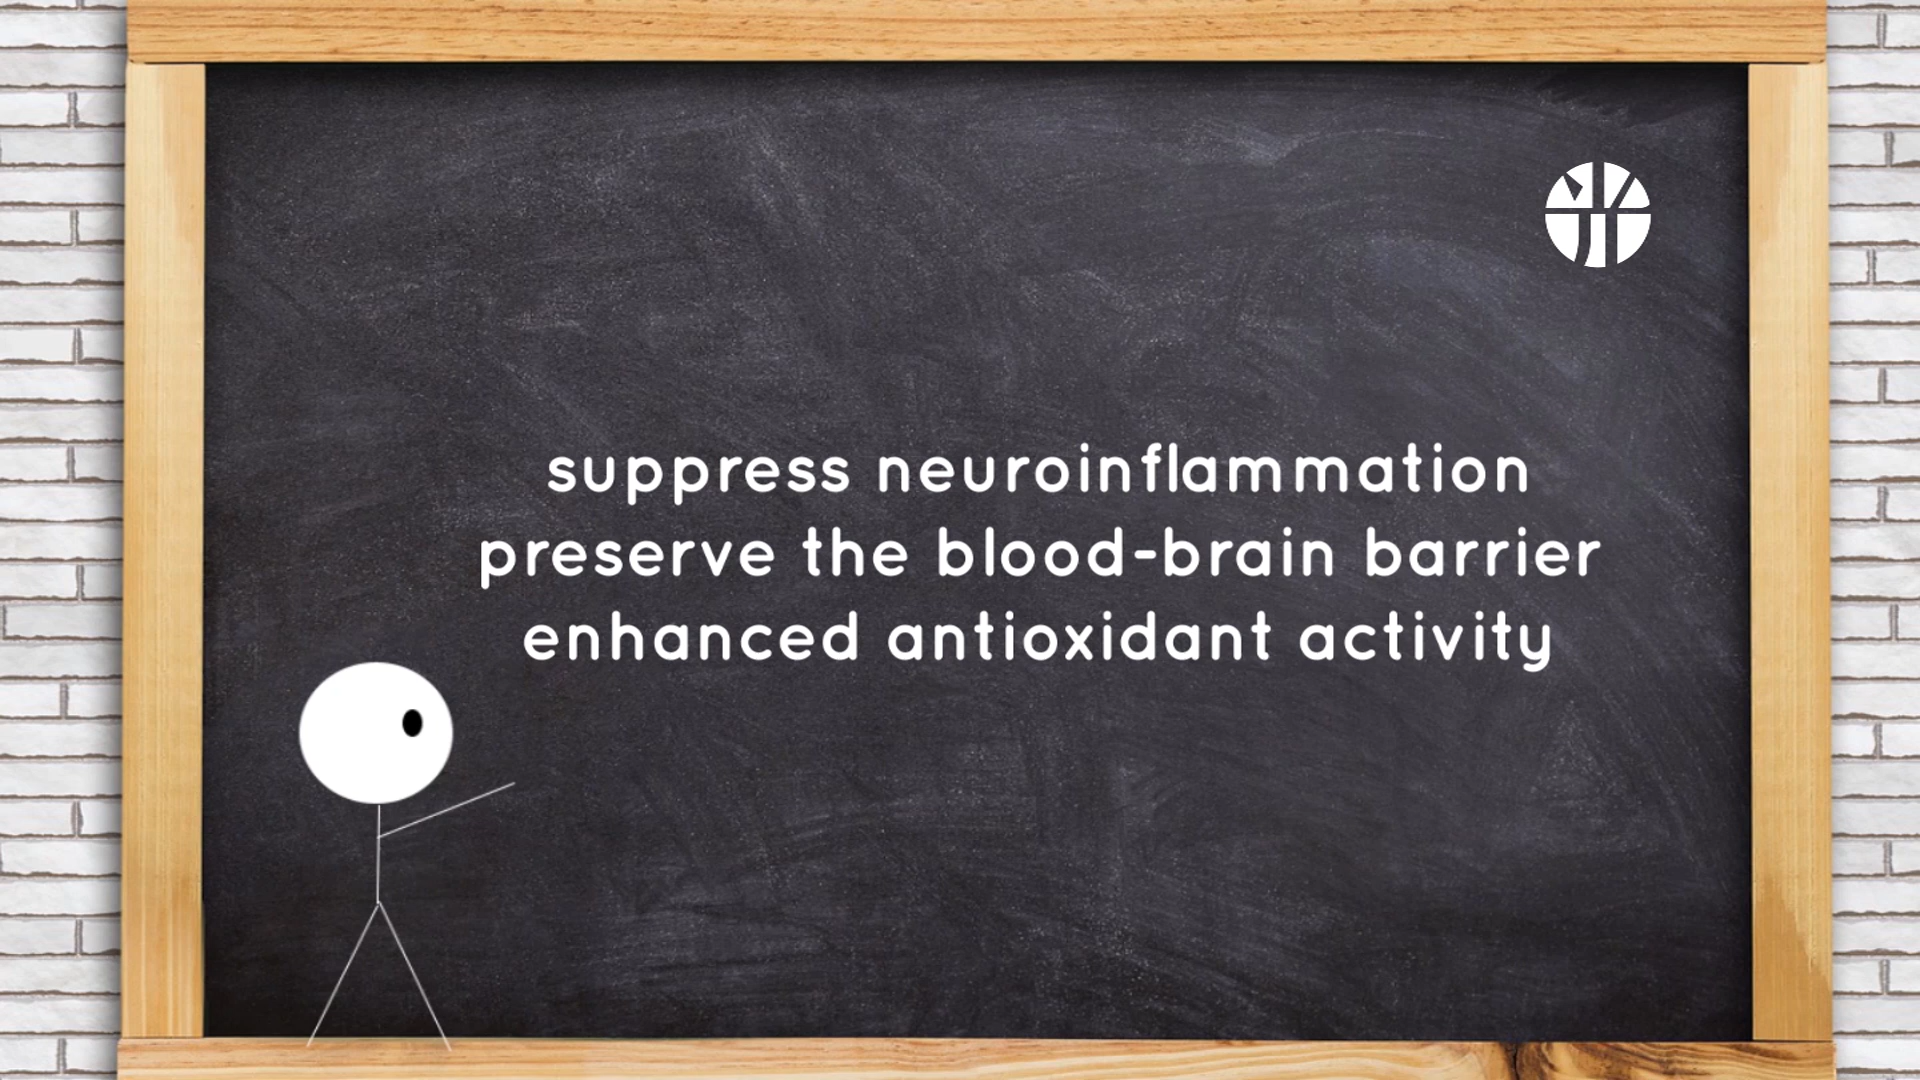 suppress neuroinflammation
preserve the blood-brain barrier
enhanced antioxidant activity